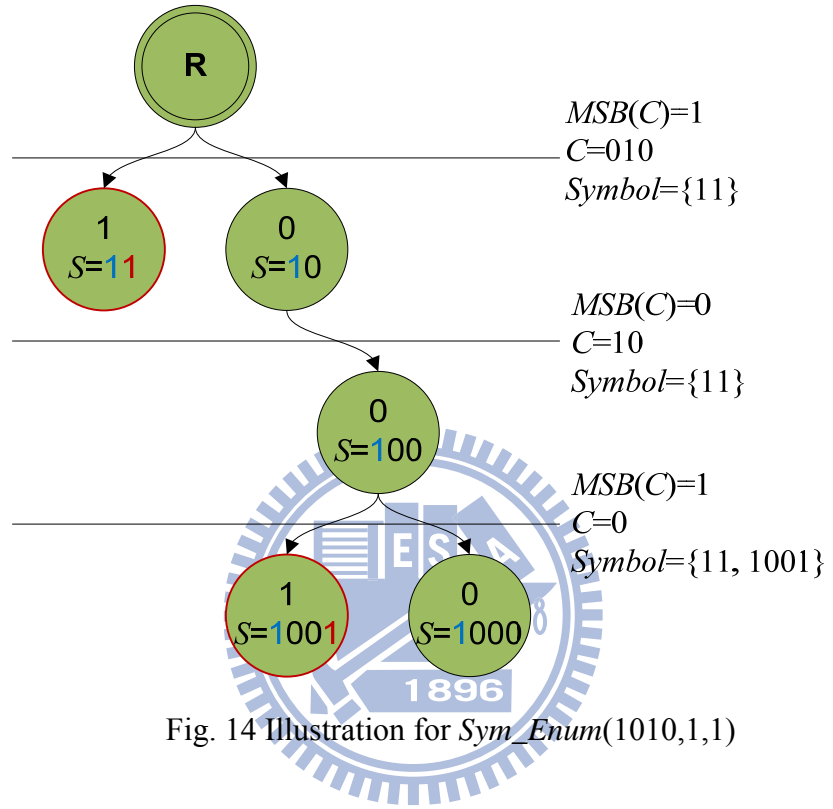 R
MSB(C)=1
C=010
Symbol={11}
1
S=11
0
S=10
MSB(C)=0
C=10
Symbol={11}
0
S=100
MSB(C)=1
C=0
Symbol={11, 1001}
E S A
1
S=1001
0
S=1000
8
1896
Fig. 14 Illustration for Sym_Enum(1010,1,1)